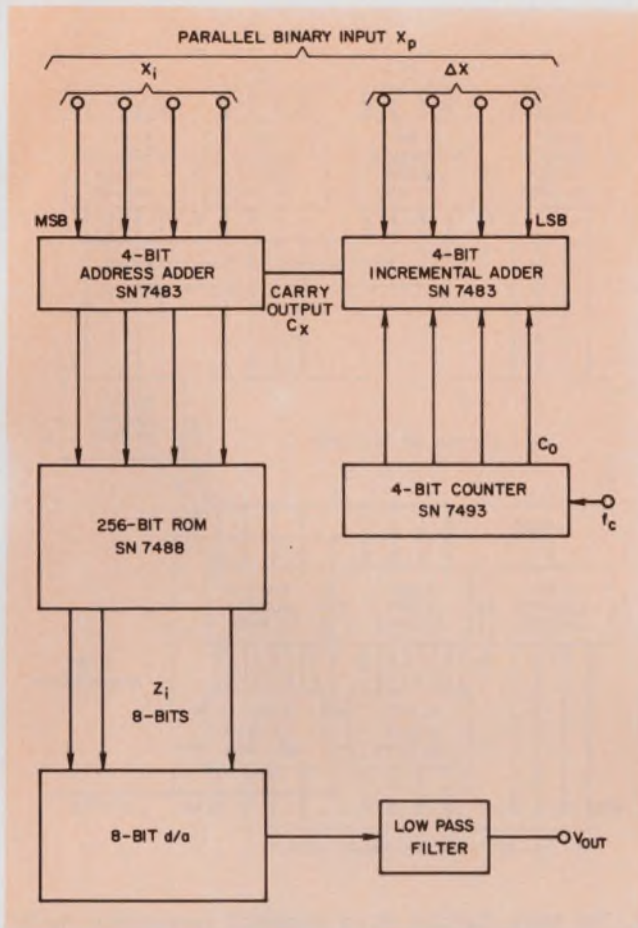 PARALLEL BINARY INPUT Xp
Xi
ΔX
MSB
LSB
4-BIT
ADDRESS ADDER
SN 7483
CARRY
OUTPUT
Cx
4-BIT
INCREMENTAL ADDER
SN 7483
256-BIT ROM
SN 7488
C0
4-BIT COUNTER
SN 7493
fc
Zi
8-BITS
8-BIT d/a
LOW PASS
FILTER
VOUT